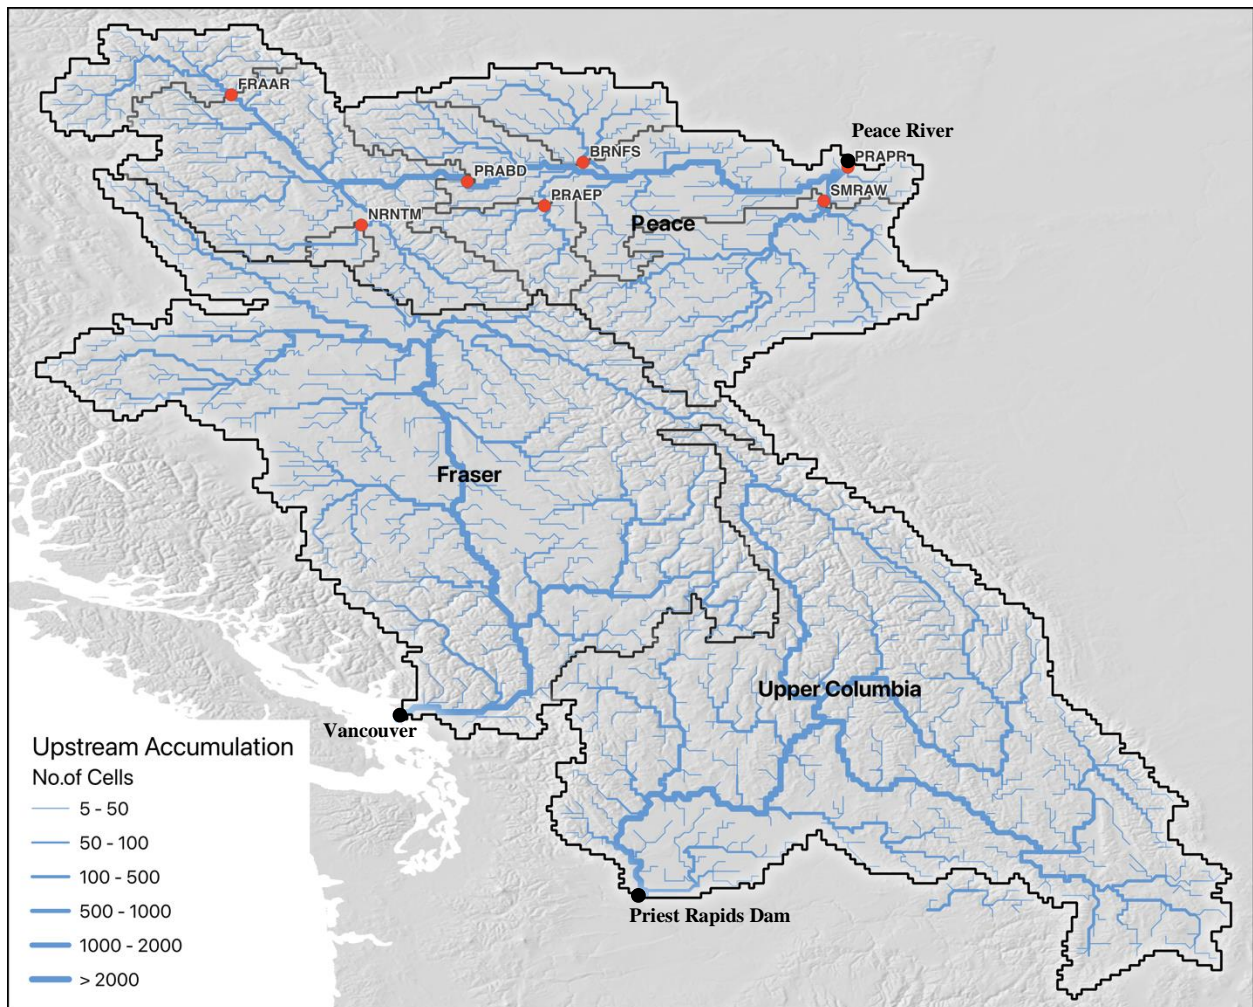 FRAAR
Peace River
BRNFS
PRAPR
PRABD
SMRAW
PRAEP
NRNTM
Peace
Fraser
Upper Columbia
Vancouver
Upstream Accumulation
No.of Cells
5 - 50
50 - 100
100 - 500
500 - 1000
1000 - 2000
> 2000
Priest Rapids Dam